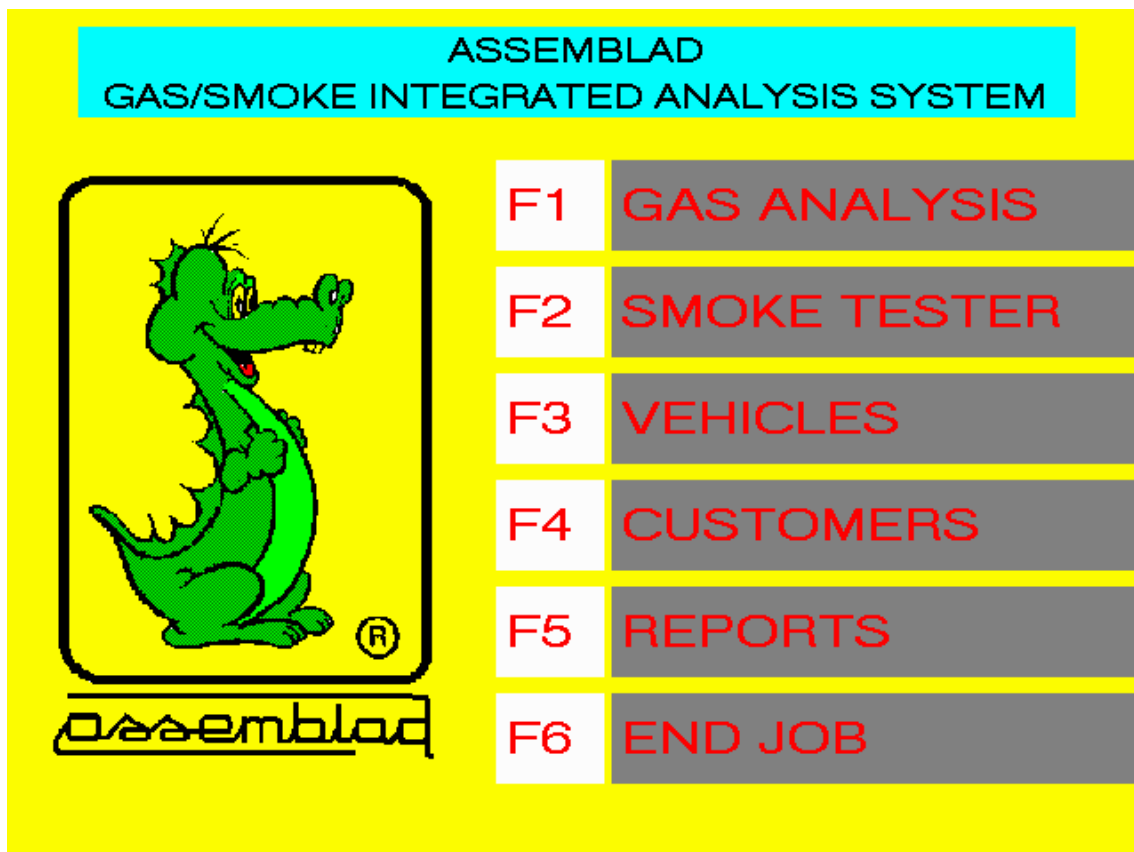 ASSEMBLAD
GAS/SMOKE INTEGRATED ANALYSIS SYSTEM
F1 GAS ANALYSIS
F2 SMOKE TESTER
F3 VEHICLES
F4 CUSTOMERS
F5 REPORTS
F6 END JOB
®
assemblad